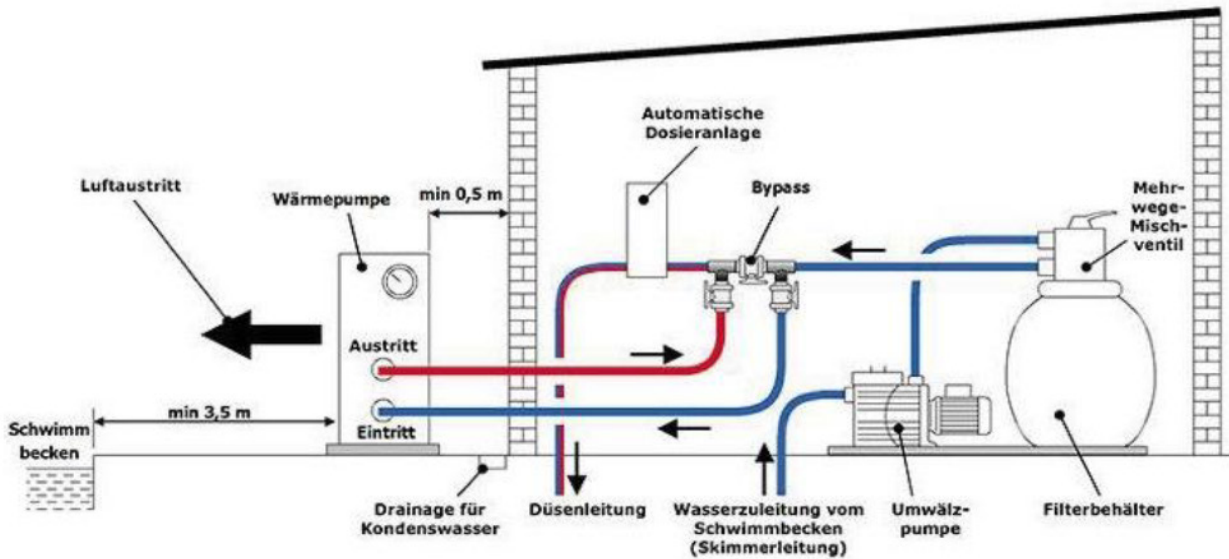 Automatische
Dosieranlage
Luftaustritt
Wärmepumpe
min 0,5 m
Bypass
Mehr-
wege-
Misch-
ventil
Austritt
min 3,5 m
Eintritt
Schwimm
becken
Drainage für
Kondenswasser
Düsenleitung
Wasserzuleitung vom
Schwimmbecken
(Skimmerleitung)
Umwälz-
pumpe
Filterbehälter